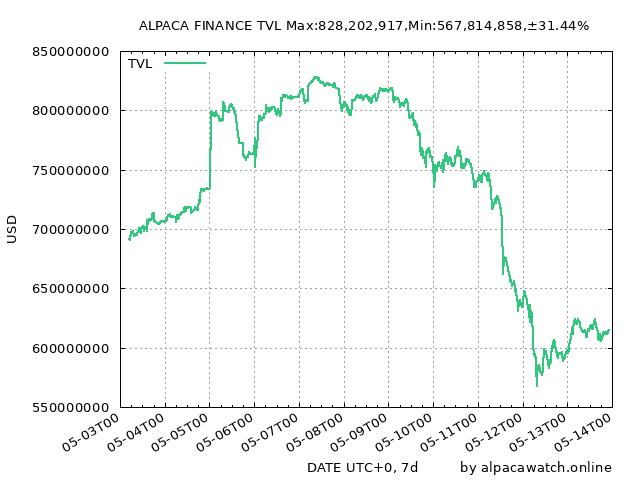 ALPACA FINANCE TVL Max:828,202,917,Min:567,814,858,±31.44%
TVL
850000000
800000000
750000000
700000000
650000000
600000000
550000000
USD
05-03T00
05-04T00
05-05T00
05-06T00
05-07T00
05-08T00
05-09T00
05-10T00
05-11T00
05-12T00
05-13T00
05-14T00
DATE UTC+0, 7d
by alpacawatch.online